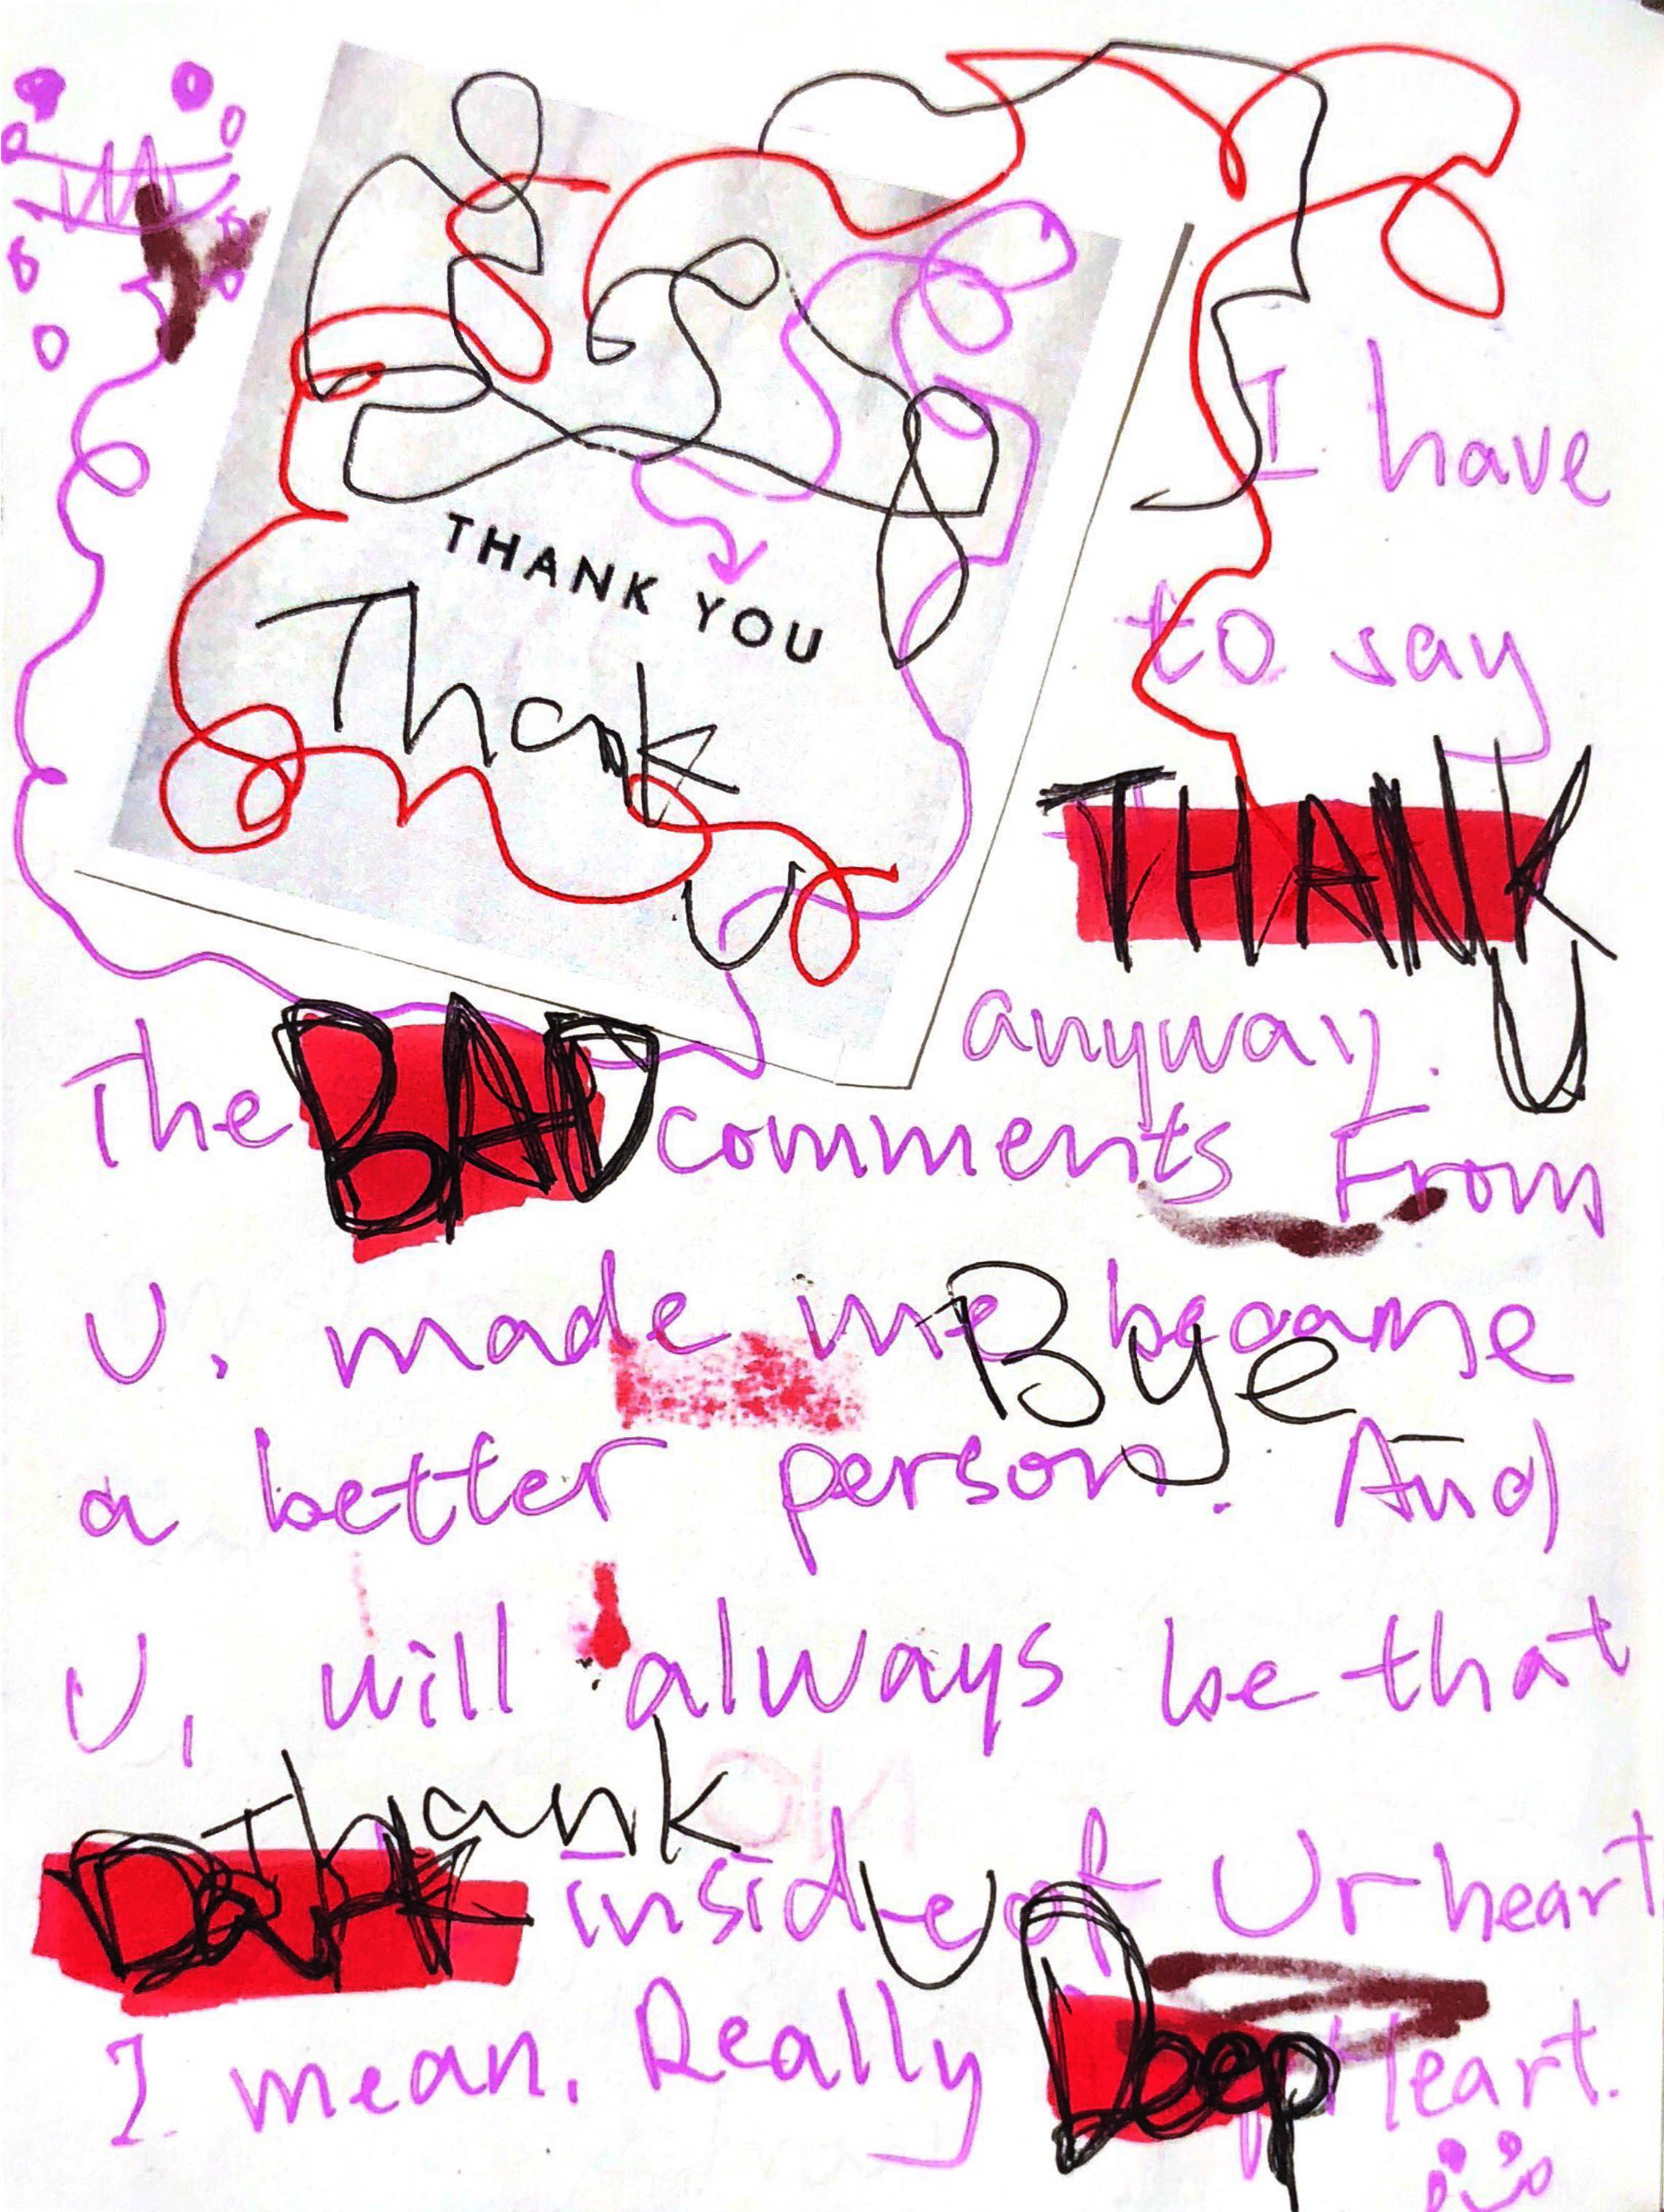 THANK YOU
Thank
U
I have
to say
THANK
U
anyway.
The BAD comments From
U, made me became
Bye
a better person. And
U, will always be that
Thank
U
DARK inside of Ur heart
I mean. Really Deep Heart.